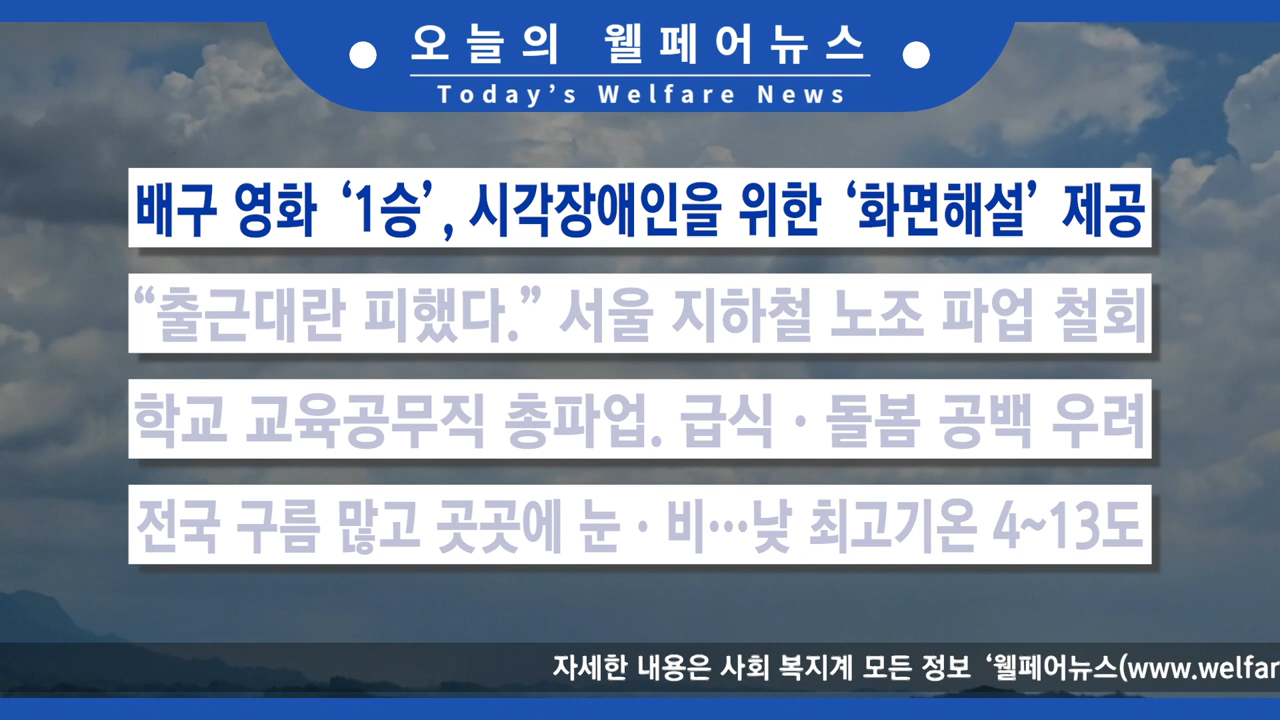 오늘의 웰페어뉴스
Today’s Welfare News
배구 영화 ‘1승’, 시각장애인을 위한 ‘화면해설’ 제공
“출근대란 피했다.” 서울 지하철 노조 파업 철회
학교 교육공무직 총파업. 급식·돌봄 공백 우려
전국 구름 많고 곳곳에 눈·비…낮 최고기온 4~13도
자세한 내용은 사회 복지계 모든 정보 ‘웰페어뉴스(www.welfar